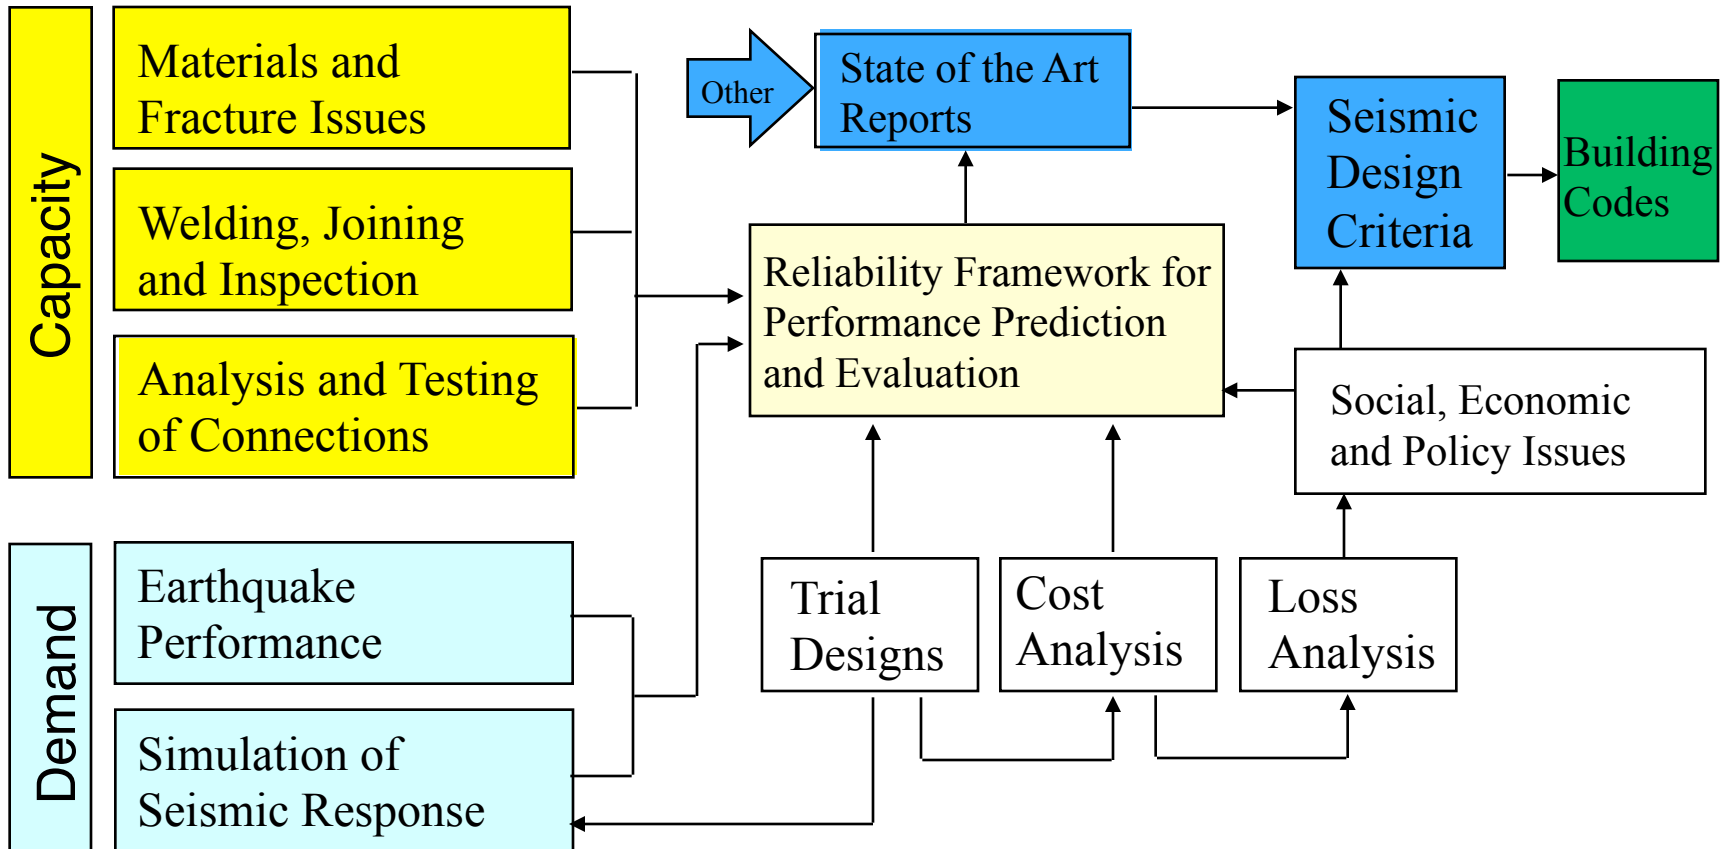 Capacity
Materials and
Fracture Issues
Welding, Joining
and Inspection
Analysis and Testing
of Connections
Demand
Earthquake
Performance
Simulation of
Seismic Response
Other
State of the Art
Reports
Reliability Framework for
Performance Prediction
and Evaluation
Trial
Designs
Cost
Analysis
Loss
Analysis
Social, Economic
and Policy Issues
Seismic
Design
Criteria
Building
Codes